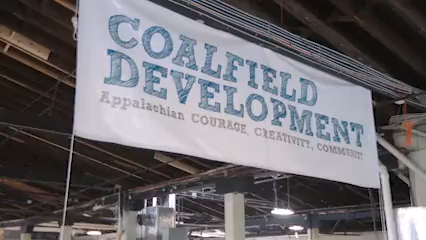 COALFIELD
DEVELOPMENT
Appalachian COURAGE, CREATIVITY, COMMUNITY